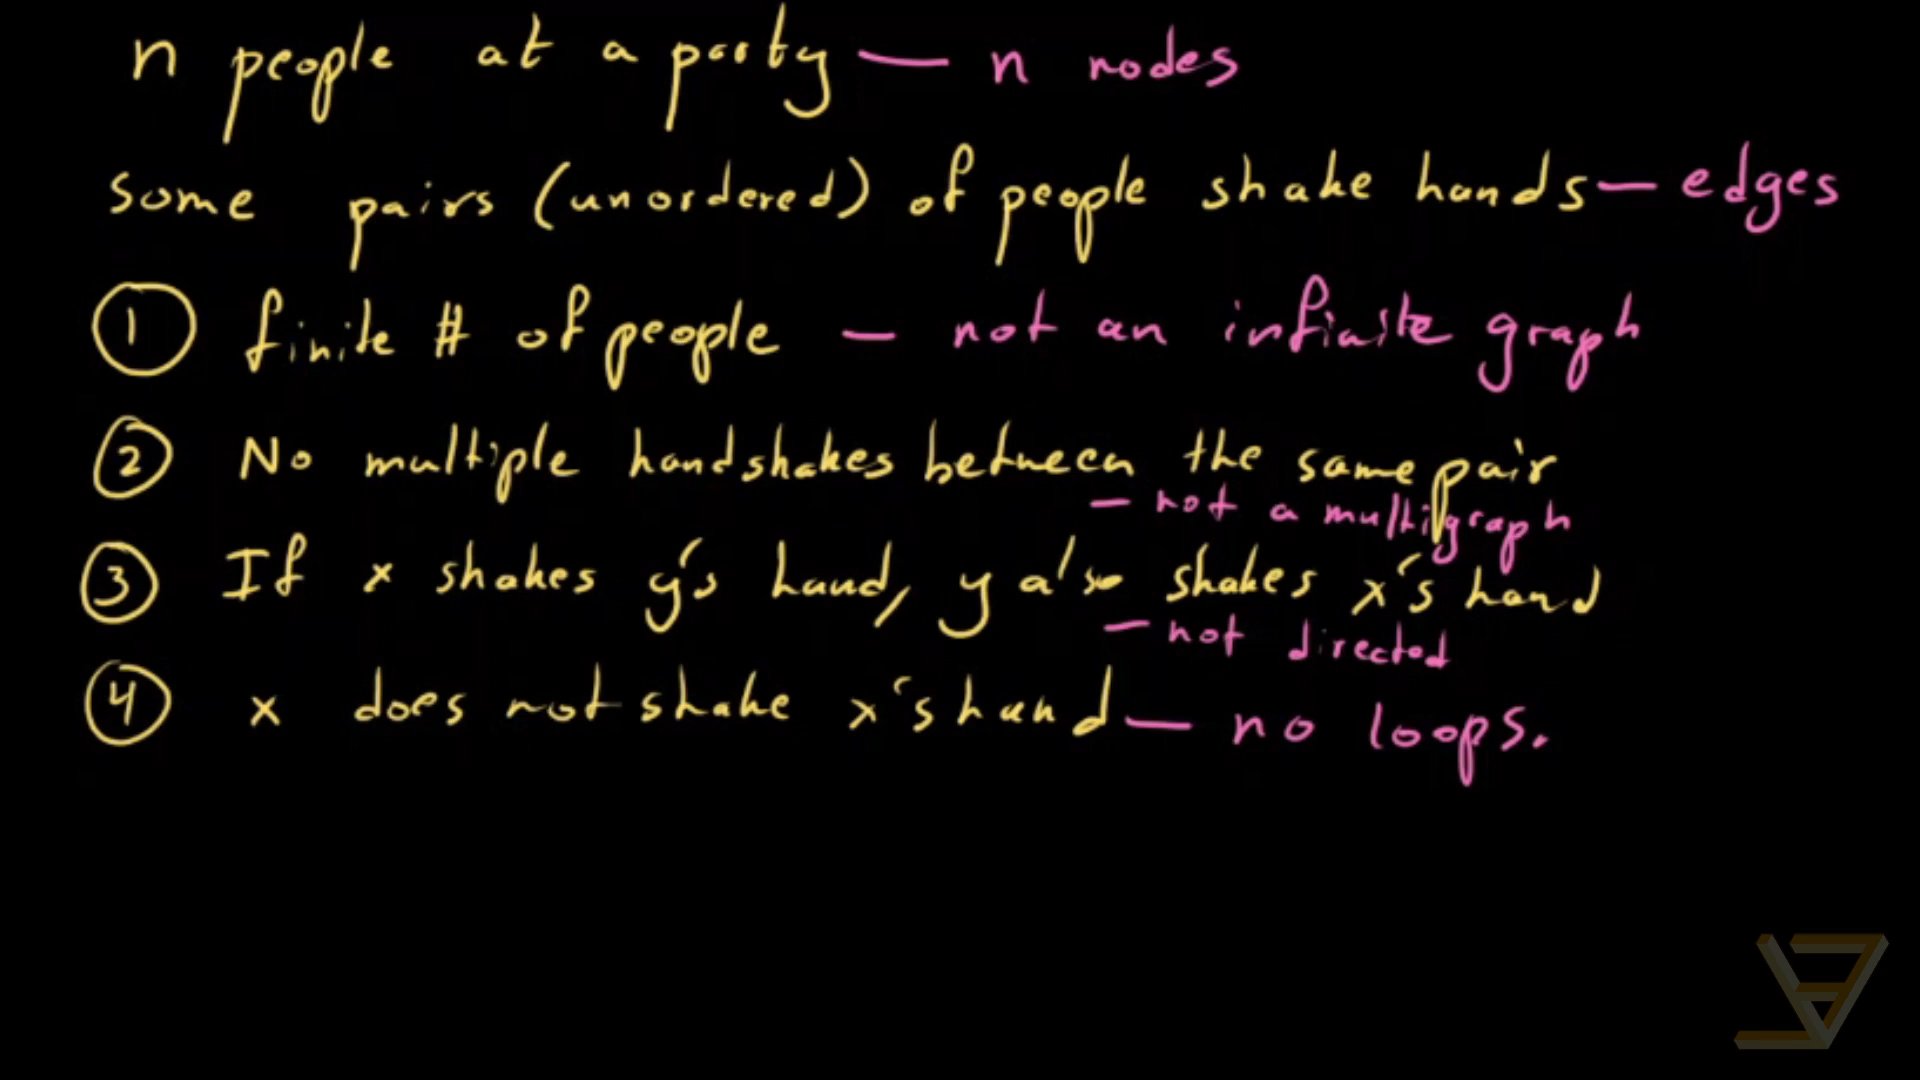 n people at a party — n nodes
some pairs (unordered) of people shake hands — edges
① finite # of people — not an infinite graph
② No multiple handshakes between the same pair
— not a multigraph
③ If x shakes y's hand, y also shakes x's hand
— not directed
④ x does not shake x's hand — no loops.